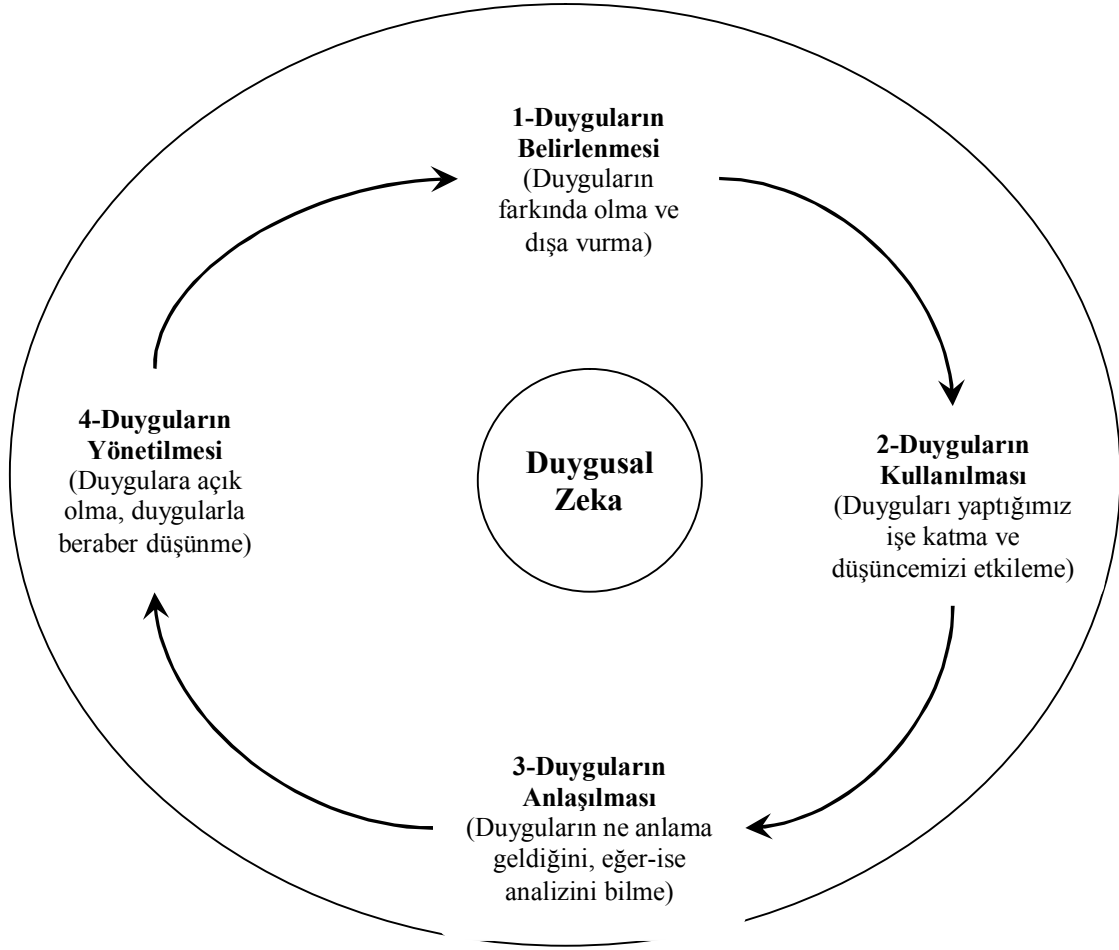 1-Duyguların
Belirlenmesi
(Duyguların
farkında olma ve
dışa vurma)
2-Duyguların
Kullanılması
(Duyguları yaptığımız
işe katma ve
düşüncemizi etkileme)
3-Duyguların
Anlaşılması
(Duyguların ne anlama
geldiğini, eğer-ise
analizini bilme)
4-Duyguların
Yönetilmesi
(Duygulara açık
olma, duygularla
beraber düşünme)
Duygusal
Zeka